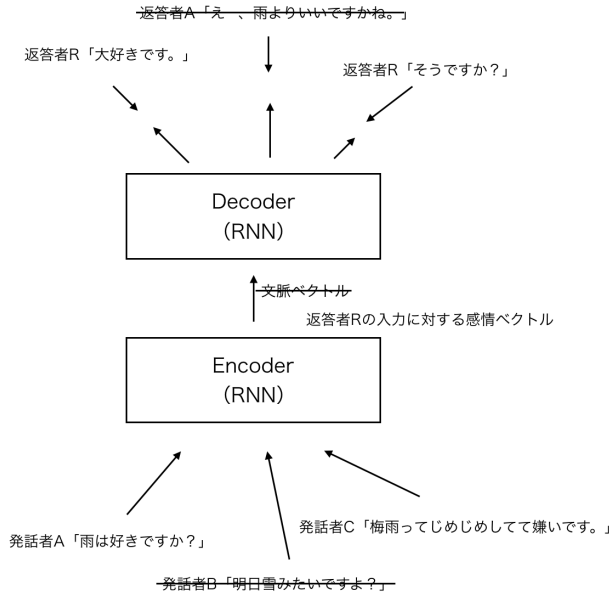 返答者A「え　、雨よりいいですかね。」
返答者R「大好きです。」
返答者R「そうですか？」
Decoder
（RNN）
文脈ベクトル
返答者Rの入力に対する感情ベクトル
Encoder
（RNN）
発話者C「梅雨ってじめじめしてて嫌いです。」
発話者A「雨は好きですか？」
発話者B「明日雪みたいですよ？」